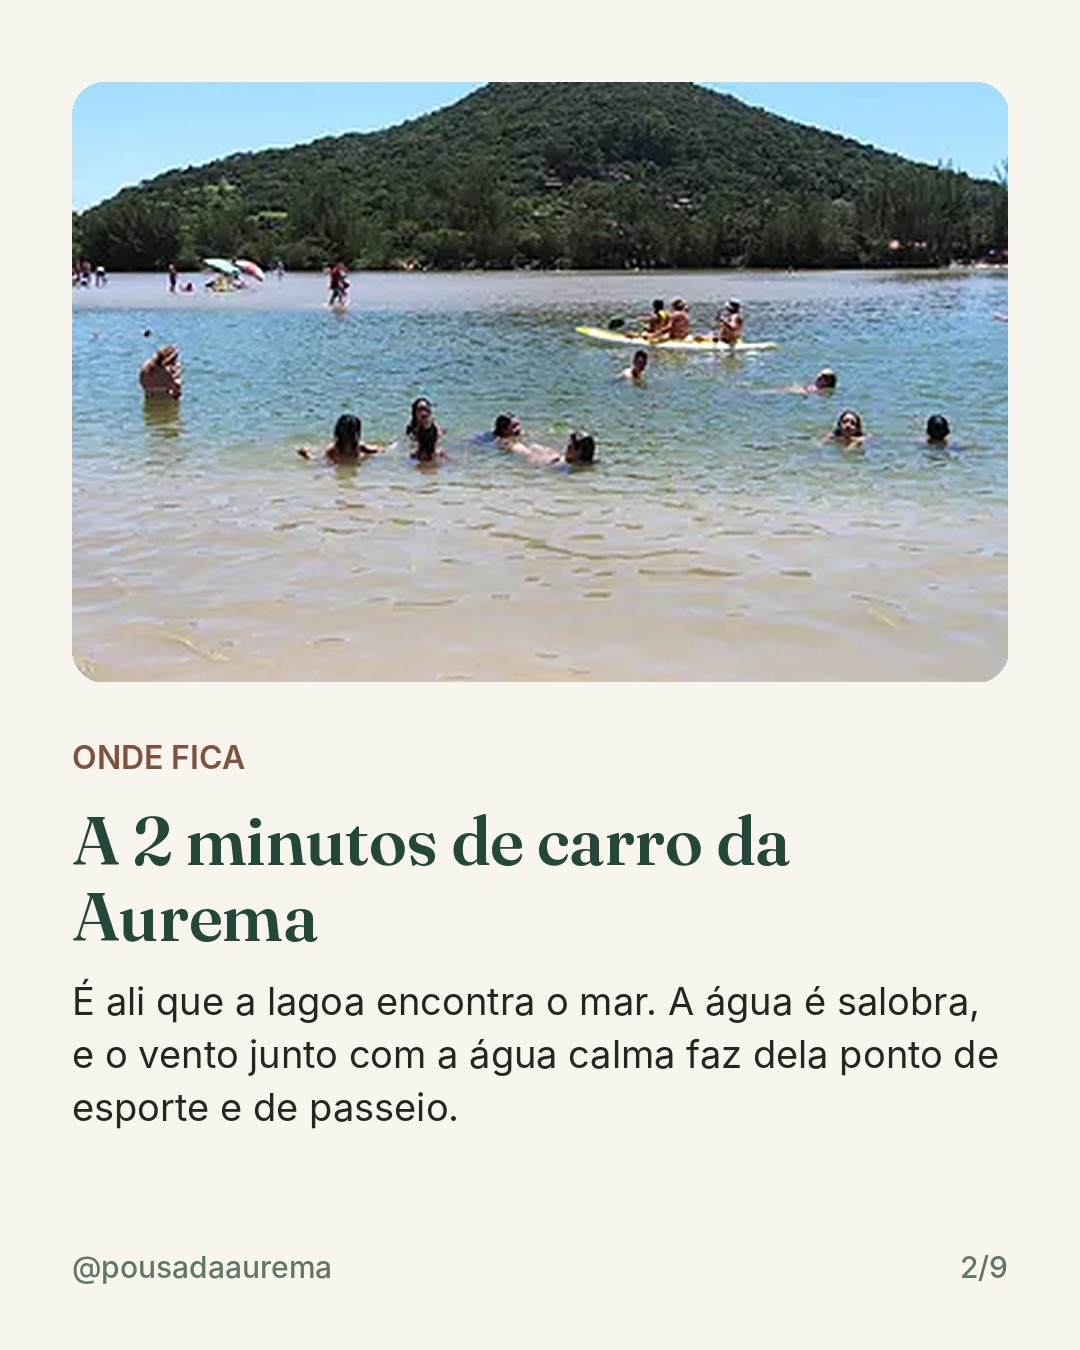 ONDE FICA
A 2 minutos de carro da
Aurema
É ali que a lagoa encontra o mar. A água é salobra,
e o vento junto com a água calma faz dela ponto de
esporte e de passeio.
@pousadaaurema
2/9